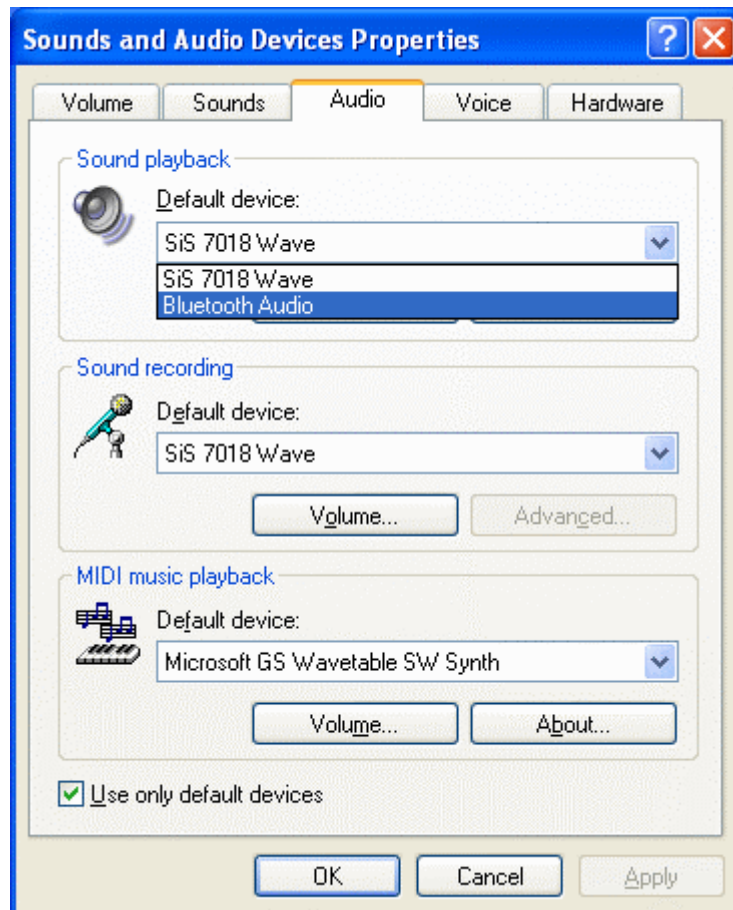 Sounds and Audio Devices Properties
Volume Sounds Audio Voice Hardware
Sound playback
Default device:
SiS 7018 Wave
SiS 7018 Wave
Bluetooth Audio
Sound recording
Default device:
SiS 7018 Wave
Volume... Advanced...
MIDI music playback
Default device:
Microsoft GS Wavetable SW Synth
Volume... About...
Use only default devices
OK Cancel Apply